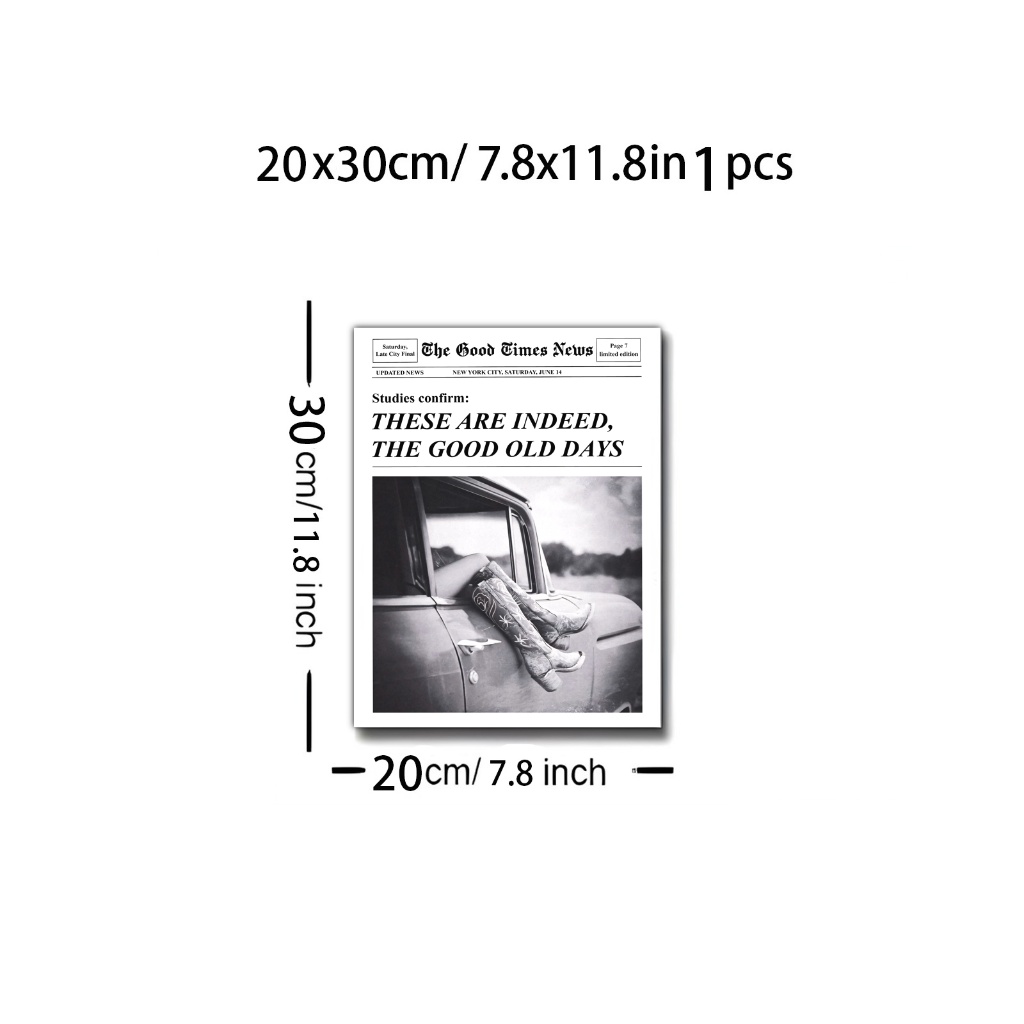 20x30cm/ 7.8x11.8in 1 pcs
Saturday,
Late City Final
The Good Times News
Page 7
limited edition
UPDATED NEWS
NEW YORK CITY, SATURDAY, JUNE 14
Studies confirm:
THESE ARE INDEED,
THE GOOD OLD DAYS
30cm/11.8 inch
20cm/ 7.8 inch